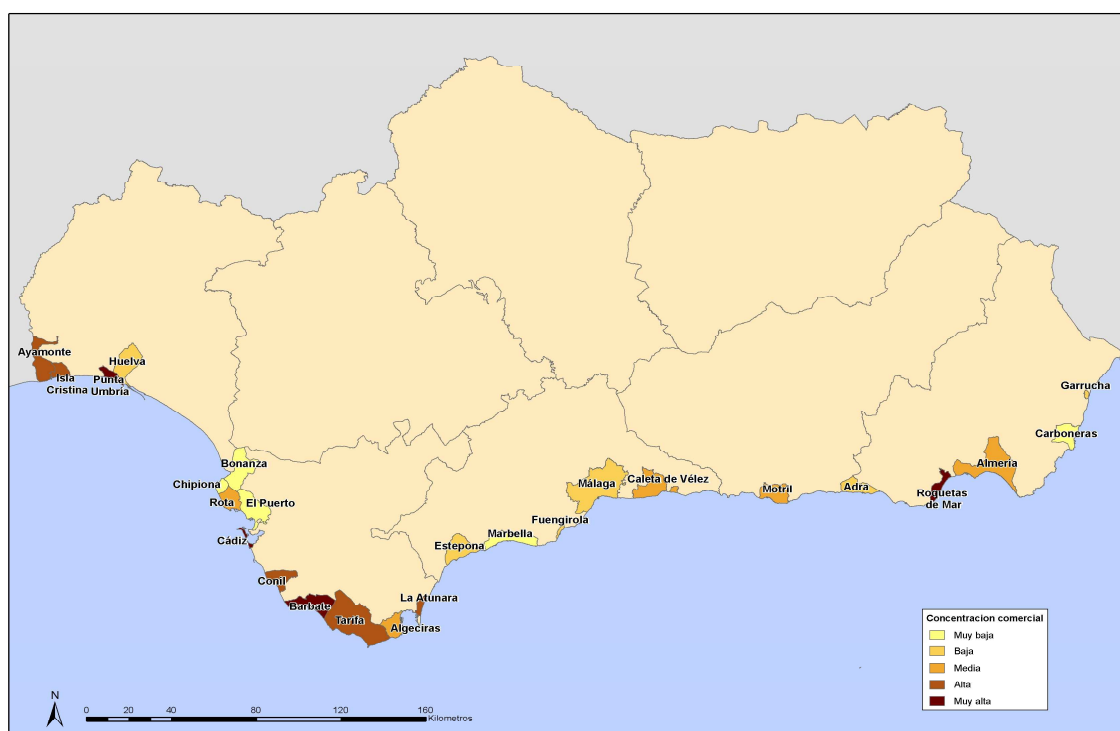 Ayamonte
Isla
Cristina
Punta
Umbría
Huelva
Bonanza
Chipiona
Rota
El Puerto
Cádiz
Conil
Barbate
Tarifa
Algeciras
La Atunara
Estepona
Marbella
Fuengirola
Málaga
Caleta de Vélez
Motril
Adra
Roquetas
de Mar
Almería
Carboneras
Garrucha
Concentracion comercial
Muy baja
Baja
Media
Alta
Muy alta
N
0 20 40 80 120 160
Kilometros